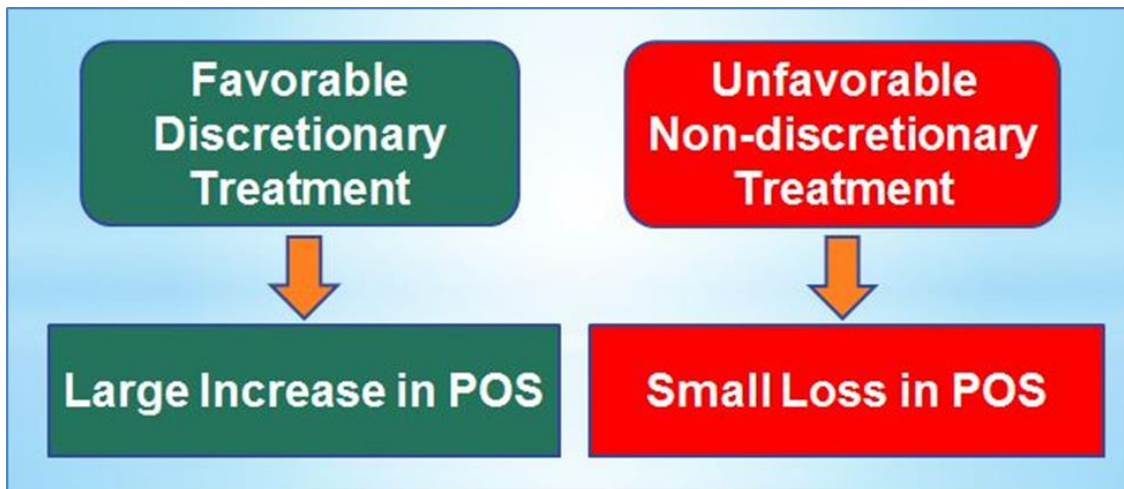 Favorable
Discretionary
Treatment
Unfavorable
Non-discretionary
Treatment
Large Increase in POS
Small Loss in POS